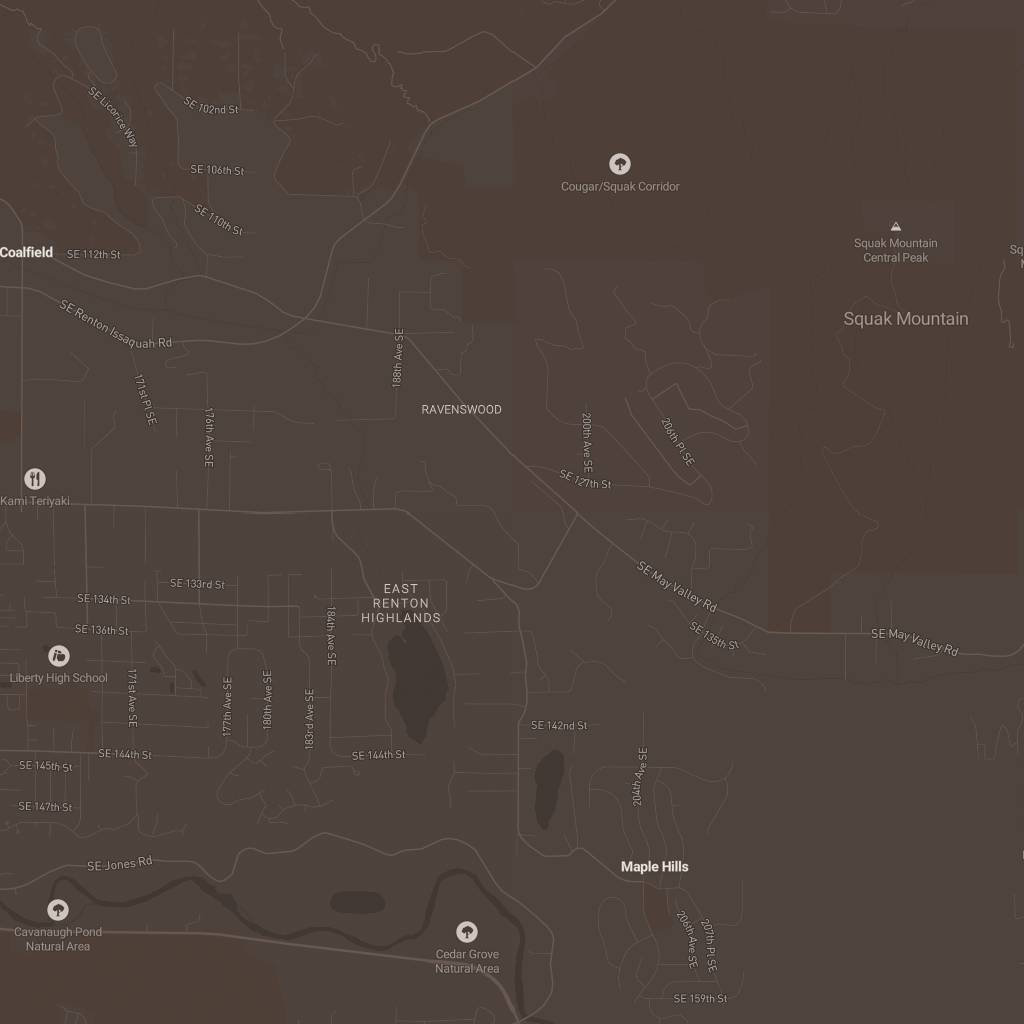 SE Licorice Way
SE 102nd St
SE 106th St
SE 110th St
Cougar/Squak Corridor
Squak Mountain
Central Peak
Coalfield
SE 112th St
Squak Mountain
SE Renton Issaquah Rd
188th Ave SE
171st Pl SE
176th Ave SE
RAVENSWOOD
200th Ave SE
206th Pl SE
SE 127th St
Kami Teriyaki
SE 133rd St
SE 134th St
SE 136th St
EAST
RENTON
HIGHLANDS
184th Ave SE
SE May Valley Rd
SE 135th St
SE May Valley Rd
Liberty High School
171st Ave SE
177th Ave SE
180th Ave SE
183rd Ave SE
SE 142nd St
SE 144th St
SE 144th St
SE 145th St
204th Ave SE
SE 147th St
SE Jones Rd
Maple Hills
Cavanaugh Pond
Natural Area
Cedar Grove
Natural Area
206th Ave SE
207th Pl SE
SE 159th St